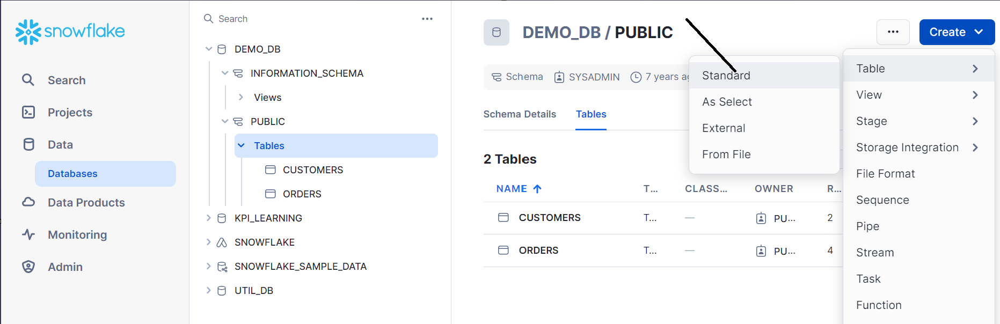 snowflake
Search
Projects
Data
Databases
Data Products
Monitoring
Admin
Search
DEMO_DB
INFORMATION_SCHEMA
Views
PUBLIC
Tables
CUSTOMERS
ORDERS
KPI_LEARNING
SNOWFLAKE
SNOWFLAKE_SAMPLE_DATA
UTIL_DB
DEMO_DB / PUBLIC
... Create
Schema SYSADMIN 7 years ag
Schema Details Tables
2 Tables
NAME T... CLASS... OWNER R...
CUSTOMERS T... — PU... 2
ORDERS T... — PU... 4
Standard
As Select
External
From File
Table
View
Stage
Storage Integration
File Format
Sequence
Pipe
Stream
Task
Function